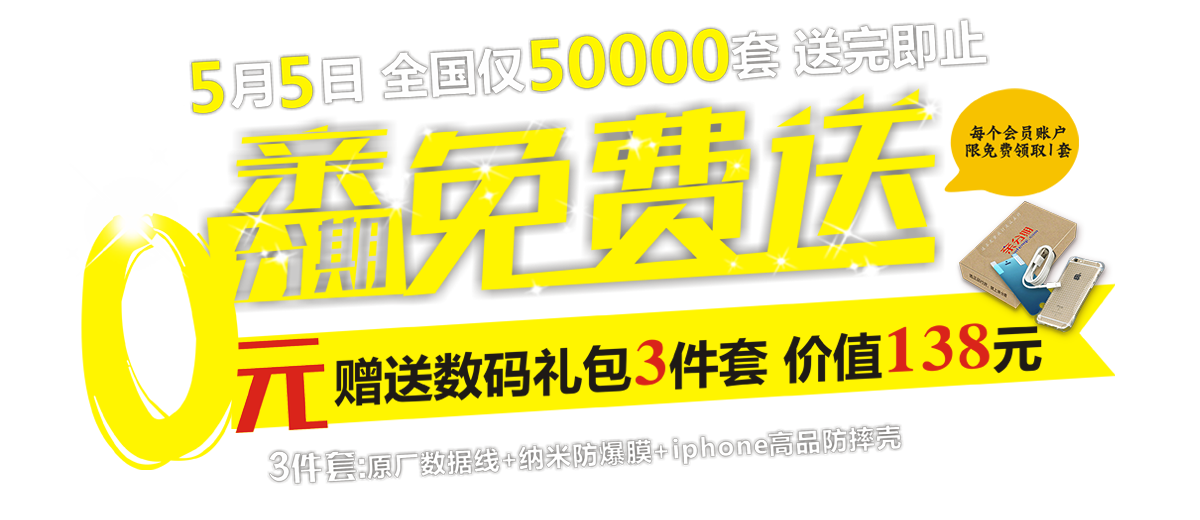 5月5日 全国仅50000套 送完即止
亲分期免费送
每个会员账户
限免费领取1套
0元赠送数码礼包3件套 价值138元
3件套:原厂数据线+纳米防爆膜+iphone高品防摔壳
亲分期